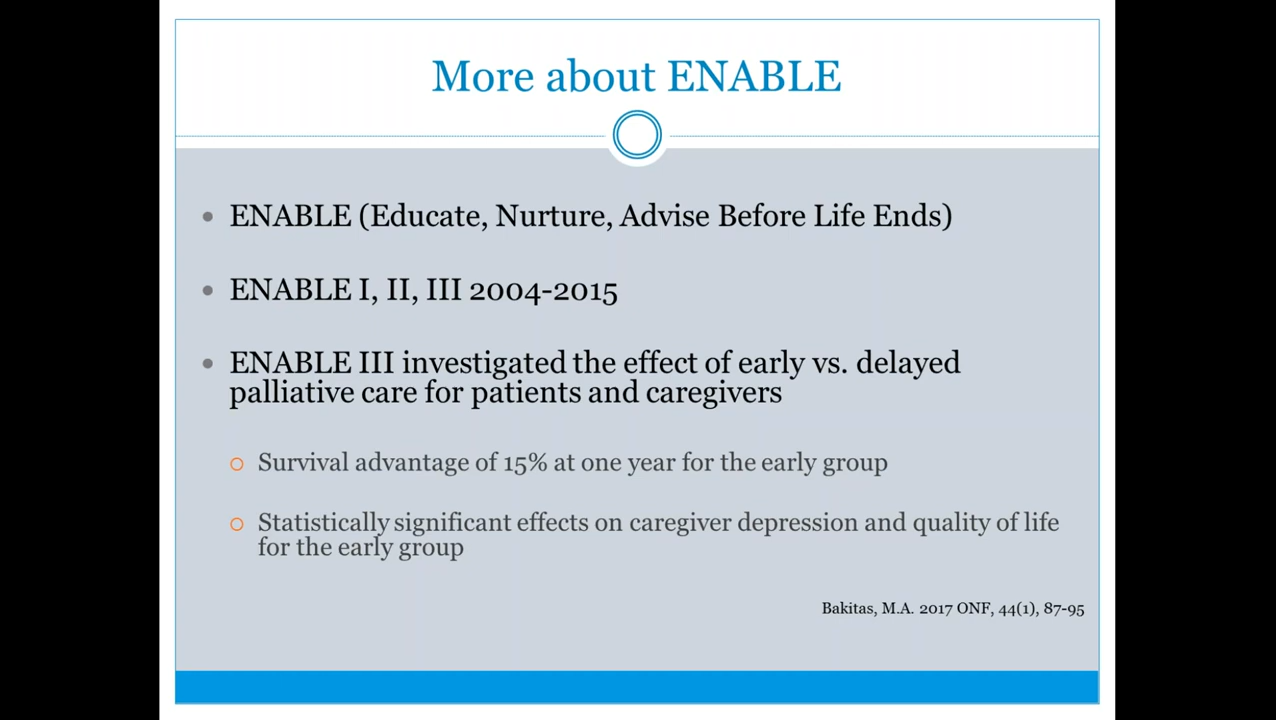 More about ENABLE
• ENABLE (Educate, Nurture, Advise Before Life Ends)
• ENABLE I, II, III 2004-2015
• ENABLE III investigated the effect of early vs. delayed
palliative care for patients and caregivers
○ Survival advantage of 15% at one year for the early group
○ Statistically significant effects on caregiver depression and quality of life
for the early group
Bakitas, M.A. 2017 ONF, 44(1), 87-95